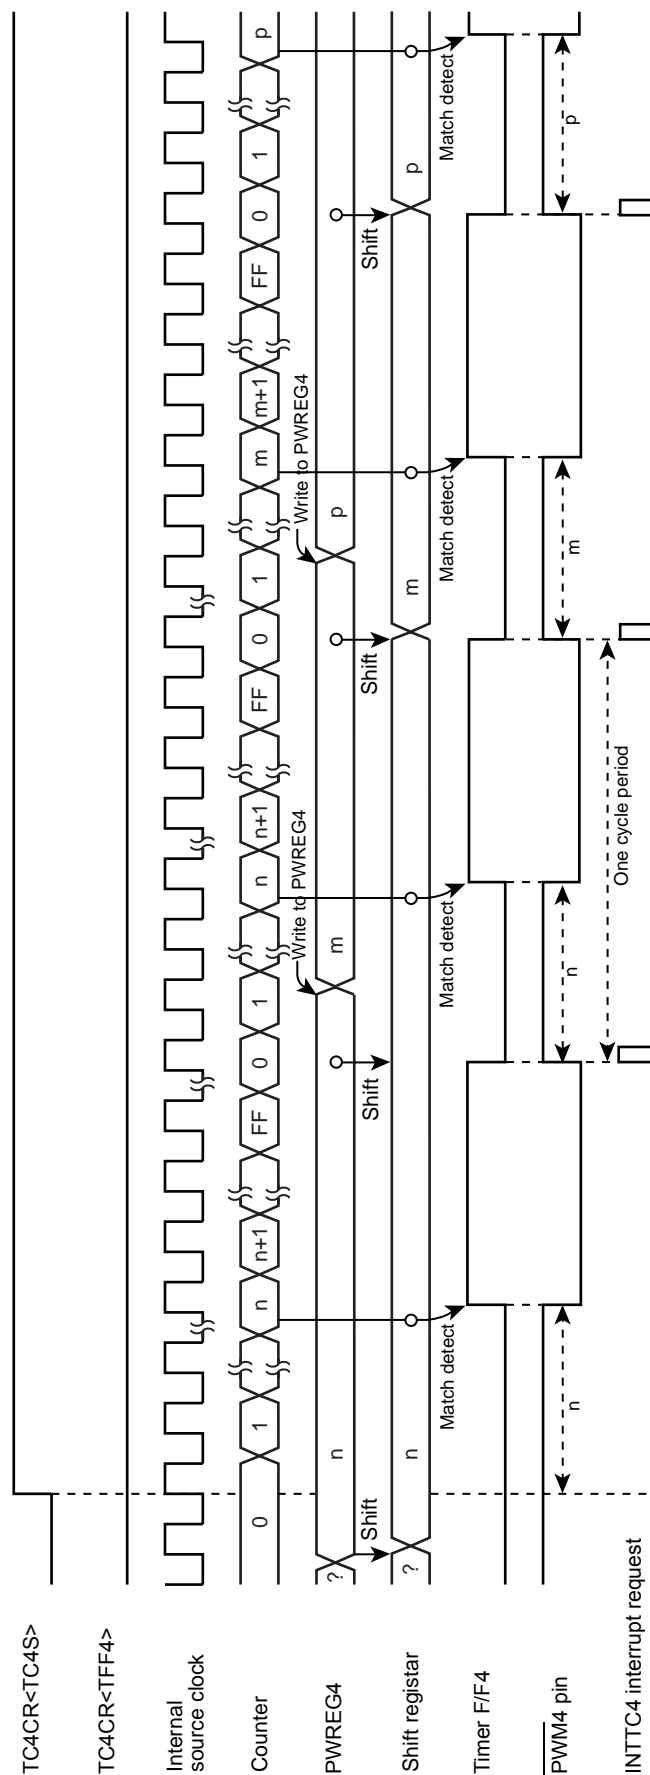 TC4CR<TC4S>
TC4CR<TFF4>
Internal
source clock
Counter
0
1
n
n+1
FF
0
1
n
n+1
FF
0
1
m
m+1
FF
0
1
p
Write to PWREG4
Write to PWREG4
PWREG4
?
n
m
p
Shift
Shift
Shift
Shift
Shift registar
?
n
m
p
Match detect
Match detect
Match detect
Match detect
Timer F/F4
PWM4 pin
n
n
m
p
One cycle period
INTTC4 interrupt request